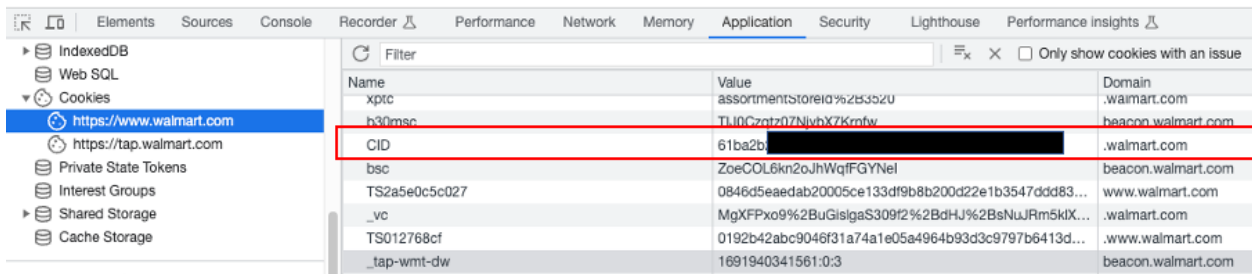 Elements Sources Console Recorder Performance Network Memory Application Security Lighthouse Performance insights
IndexedDB
Web SQL
Cookies
https://www.walmart.com
https://tap.walmart.com
Private State Tokens
Interest Groups
Shared Storage
Cache Storage
Filter Only show cookies with an issue
Name Value Domain
xptc assortmentStoreId%2B3520 .walmart.com
b30msc beacon.walmart.com
CID 61ba2b .walmart.com
bsc ZoeCOL6kn2oJhWqfFGYNeI beacon.walmart.com
TS2a5e0c5c027 0846d5eaedab20005ce133df9b8b200d22e1b3547ddd83... www.walmart.com
_vc MgXFPxo9%2BuGislgaS309f2%2BdHJ%2BsNuJRm5klX... .walmart.com
TS012768cf 0192b42abc9046f31a74a1e05a4964b93d3c9797b6413d... .www.walmart.com
_tap-wmt-dw 1691940341561:0:3 beacon.walmart.com